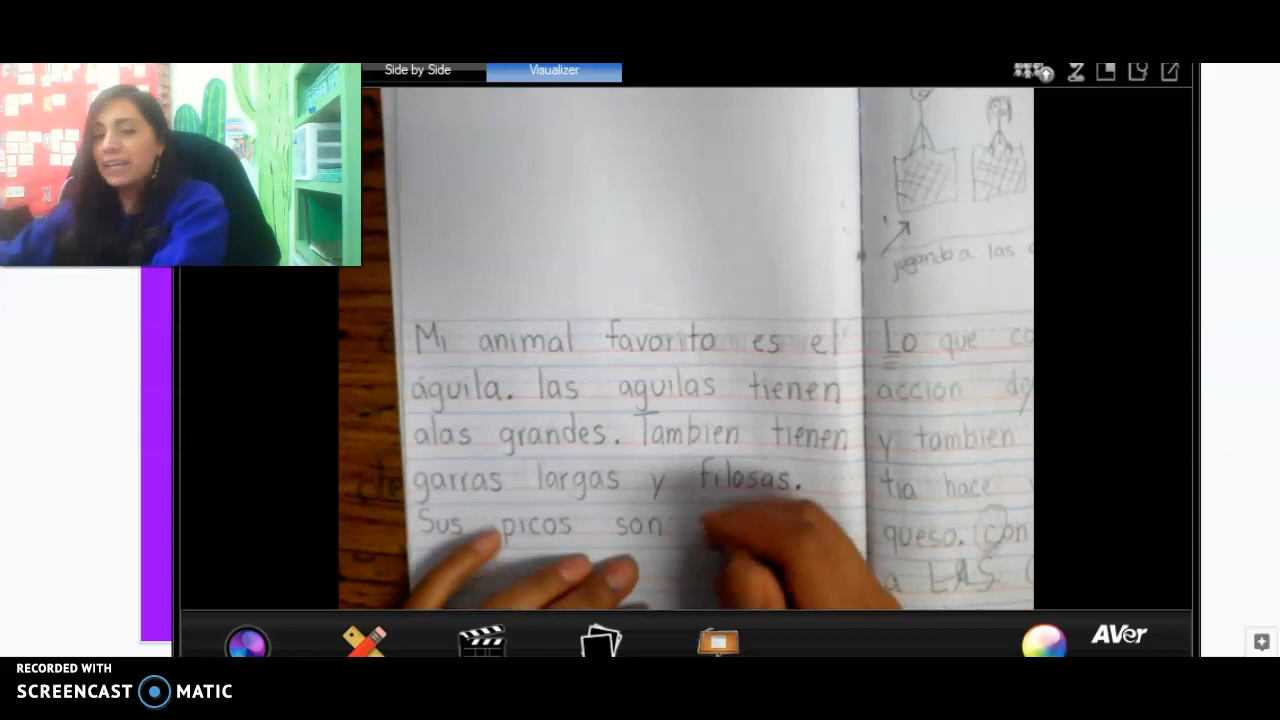 Side by Side
Visualizer
jugando a las
Mi animal favorito es el
águila. las aguilas tienen
alas grandes. Tambien tienen
garras largas y filosas.
Sus picos son
Lo que
accion
y tambien
tia hace
queso. con
a LAS
AVer
RECORDED WITH
SCREENCAST MATIC